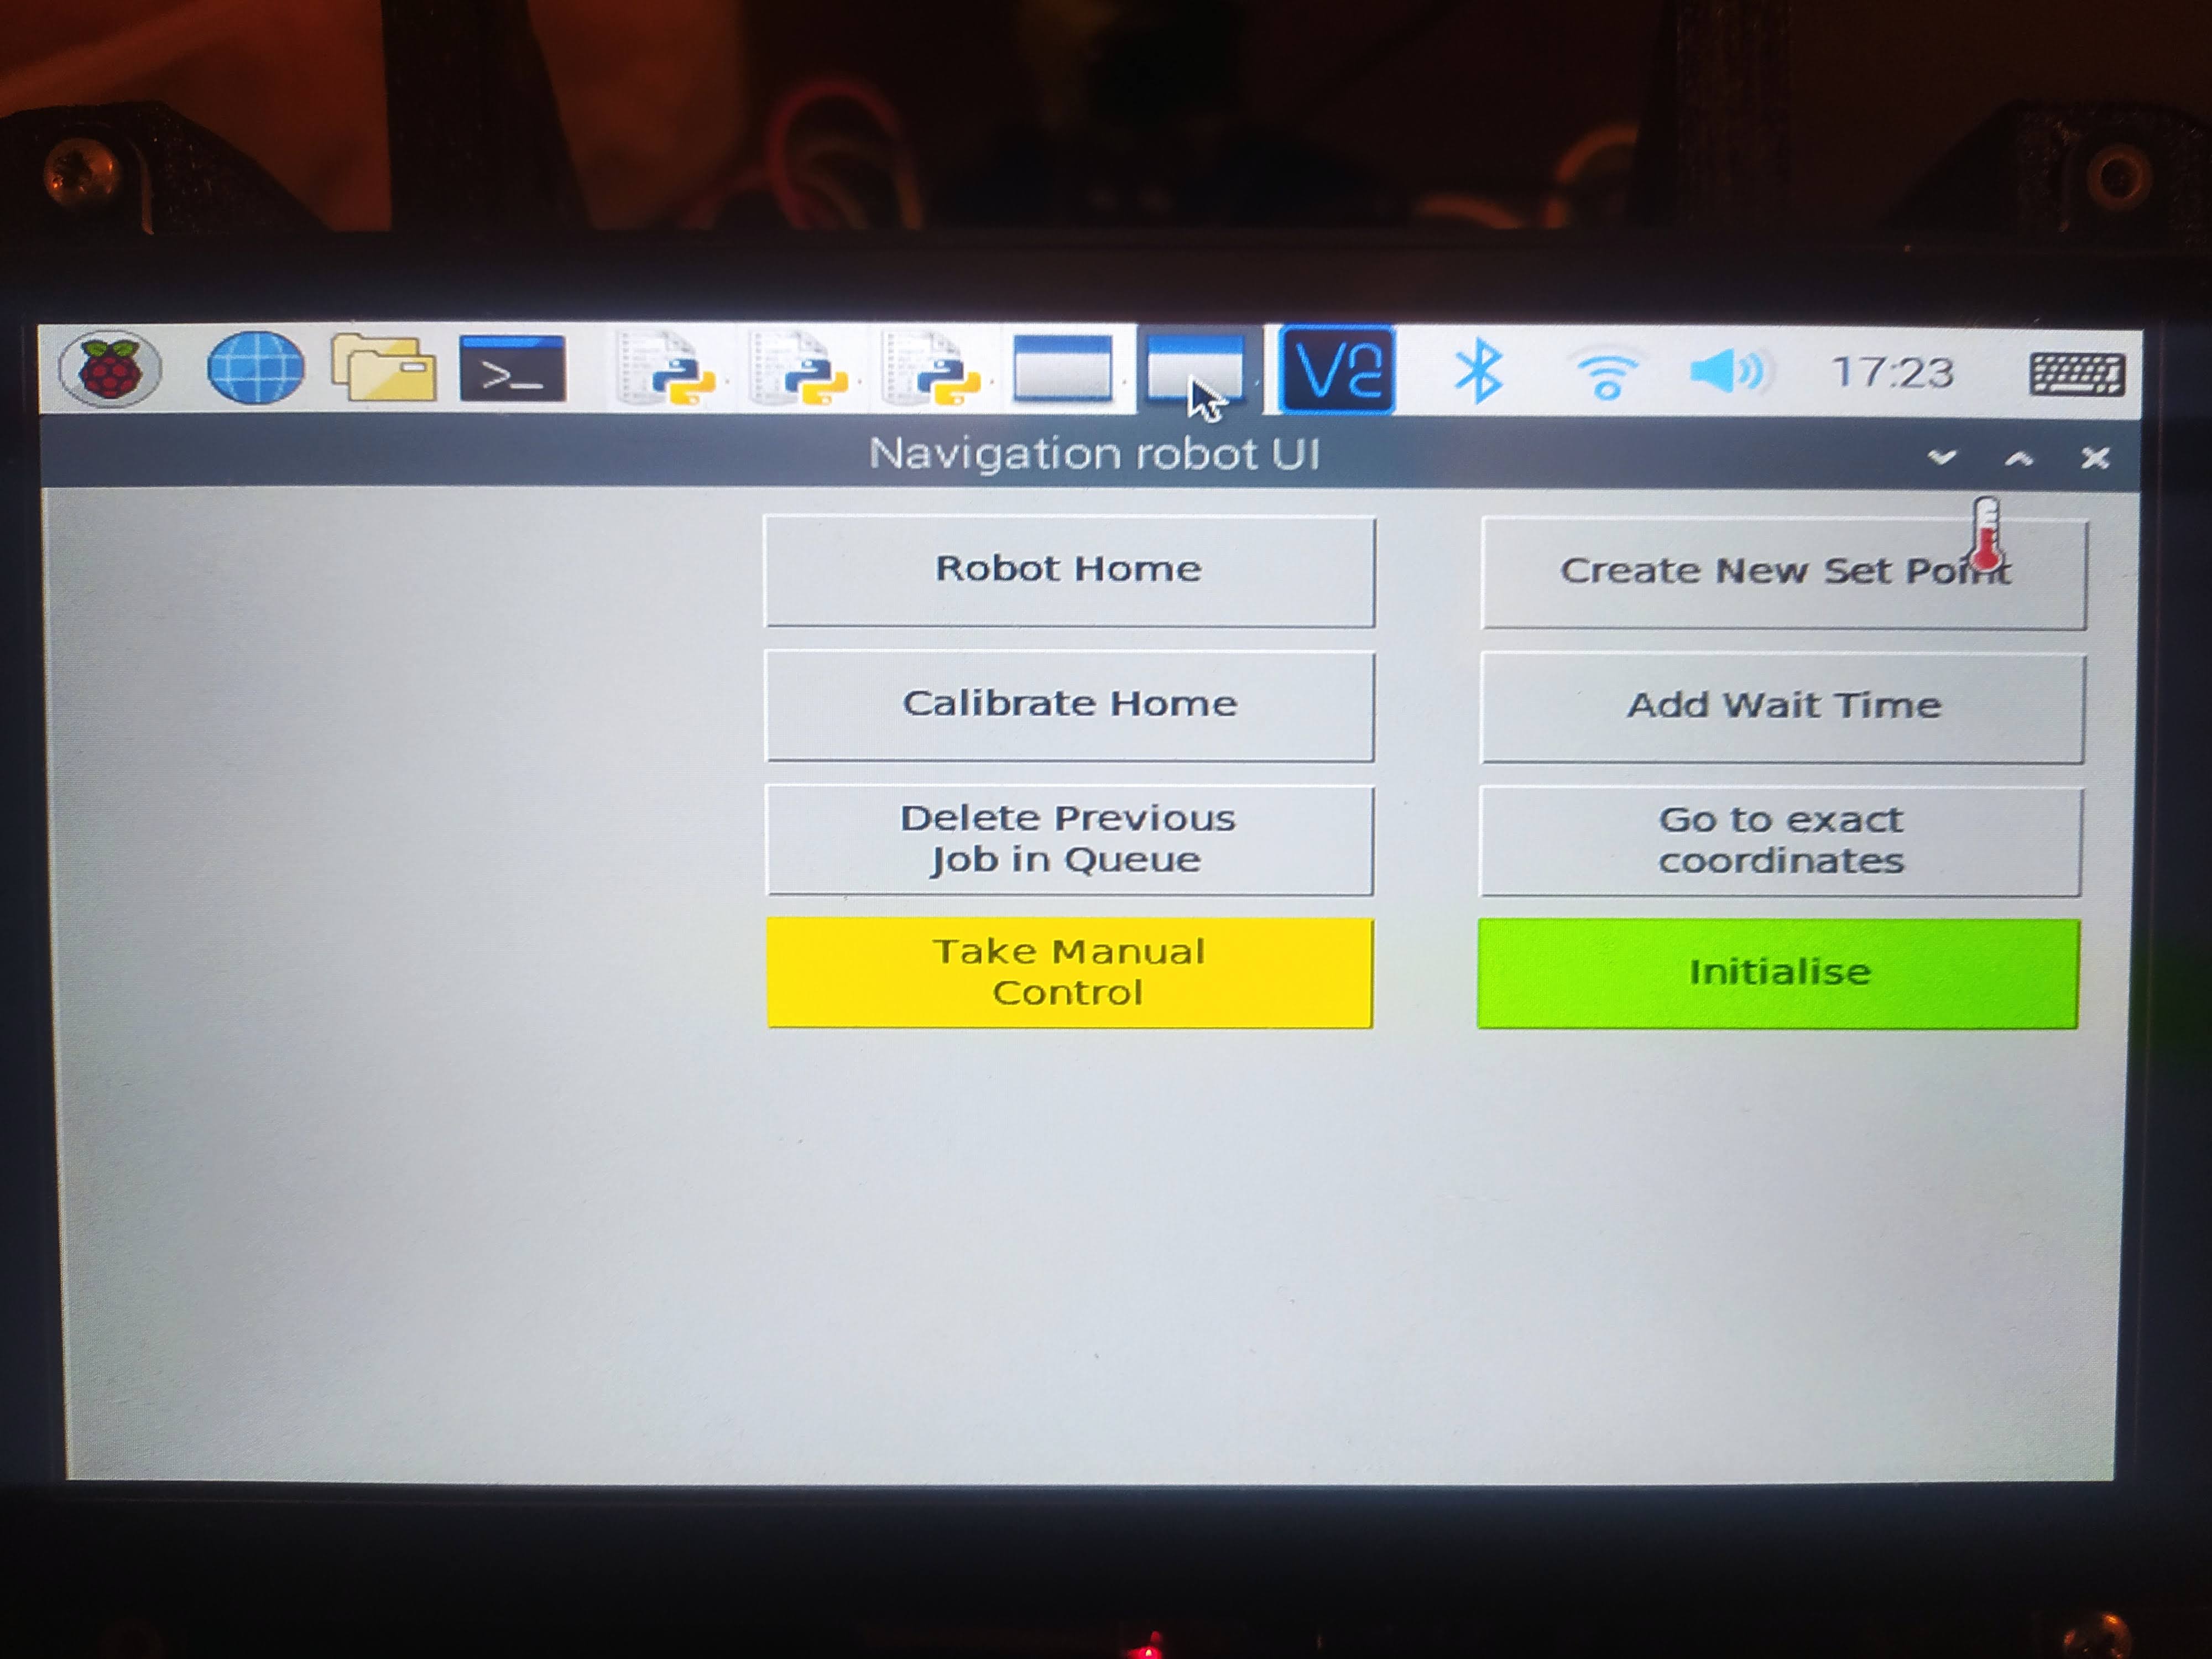 >_
V2
17:23
Navigation robot UI
Robot Home
Create New Set Point
Calibrate Home
Add Wait Time
Delete Previous
Job in Queue
Go to exact
coordinates
Take Manual
Control
Initialise